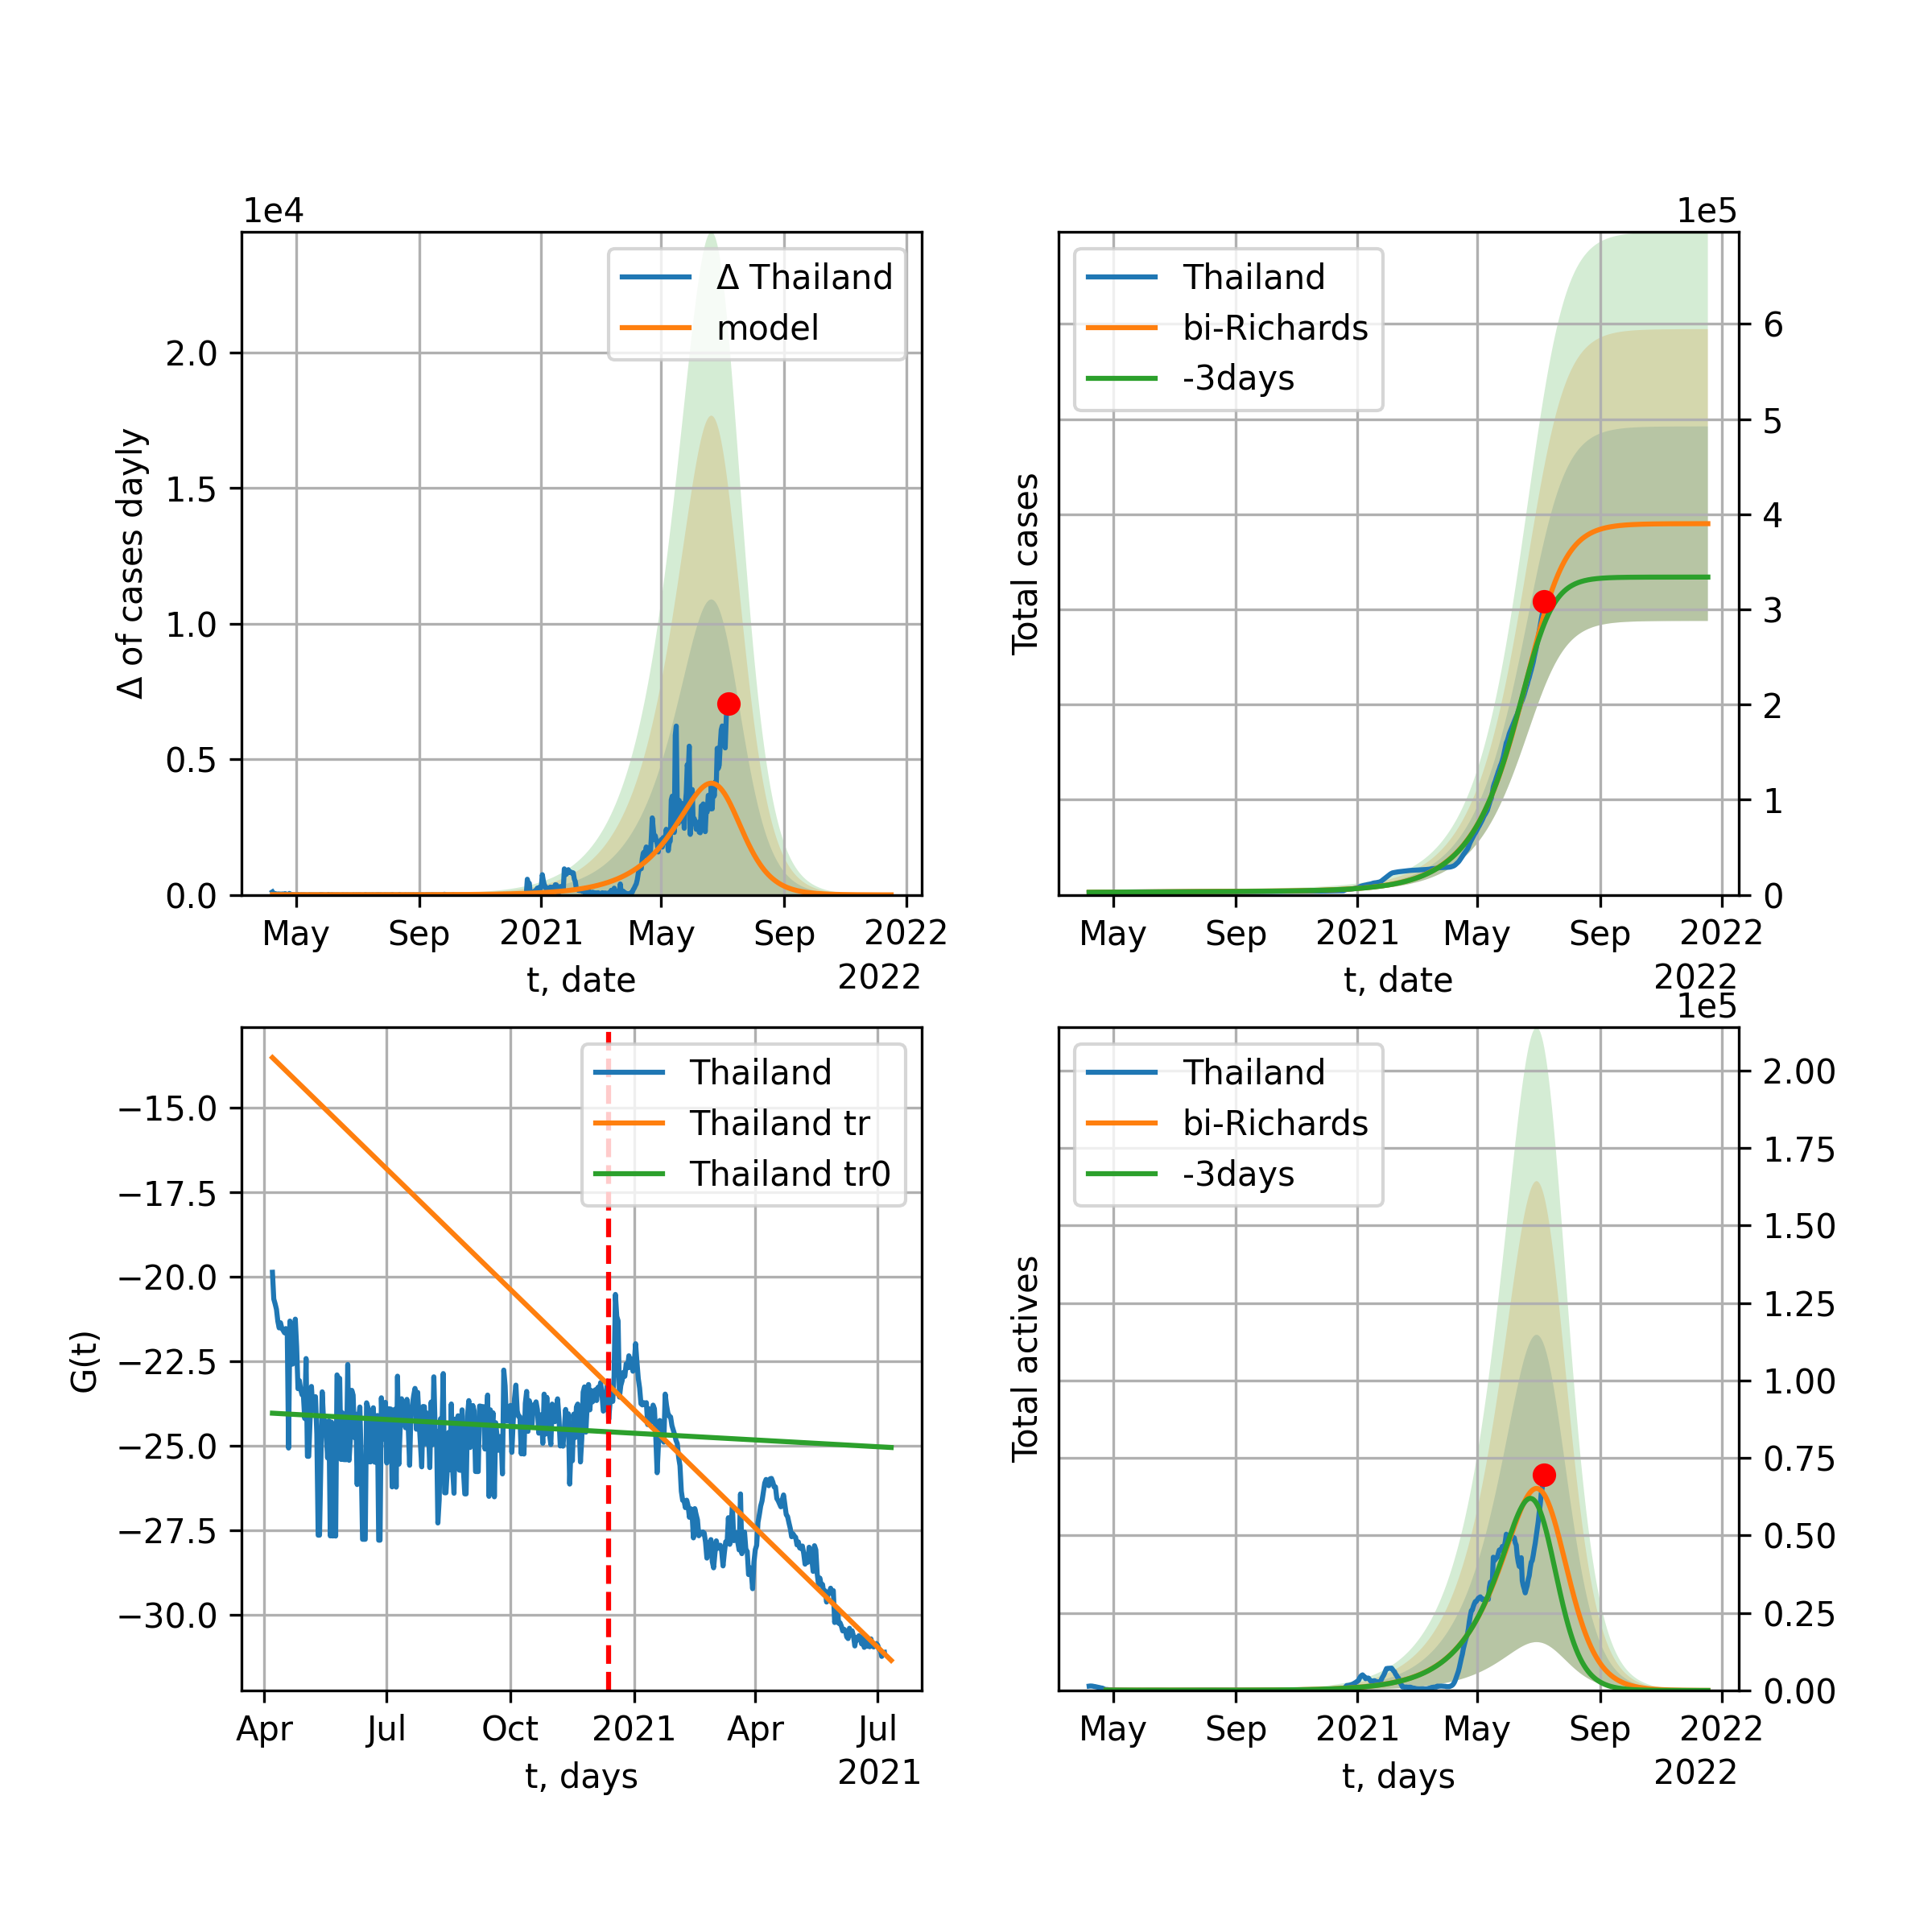 1e4
Δ Thailand
model
2.0
1.5
1.0
0.5
0.0
Δ of cases dayly
May Sep 2021 May Sep 2022
t, date
2022
1e5
Thailand
bi-Richards
-3days
6
5
4
3
2
1
0
Total cases
May Sep 2021 May Sep 2022
t, date
2022
Thailand
Thailand tr
Thailand tr0
−15.0
−17.5
−20.0
−22.5
−25.0
−27.5
−30.0
G(t)
Apr Jul Oct 2021 Apr Jul
t, days
2021
1e5
Thailand
bi-Richards
-3days
2.00
1.75
1.50
1.25
1.00
0.75
0.50
0.25
0.00
Total actives
May Sep 2021 May Sep 2022
t, days
2022